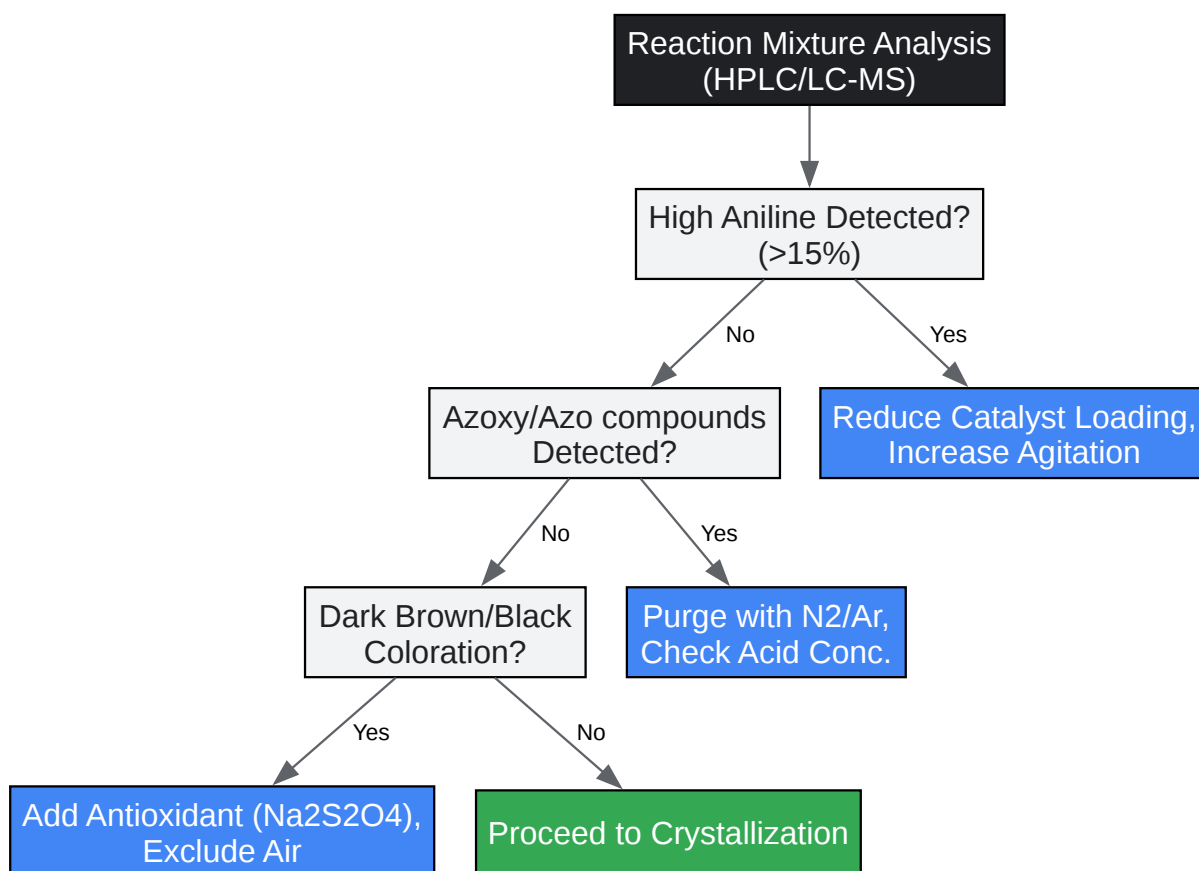 Reaction Mixture Analysis
(HPLC/LC-MS)
High Aniline Detected?
(>15%)
No
Yes
Azoxy/Azo compounds
Detected?
Reduce Catalyst Loading,
Increase Agitation
No
Yes
Dark Brown/Black
Coloration?
Purge with N2/Ar,
Check Acid Conc.
Yes
No
Add Antioxidant (Na2S2O4),
Exclude Air
Proceed to Crystallization